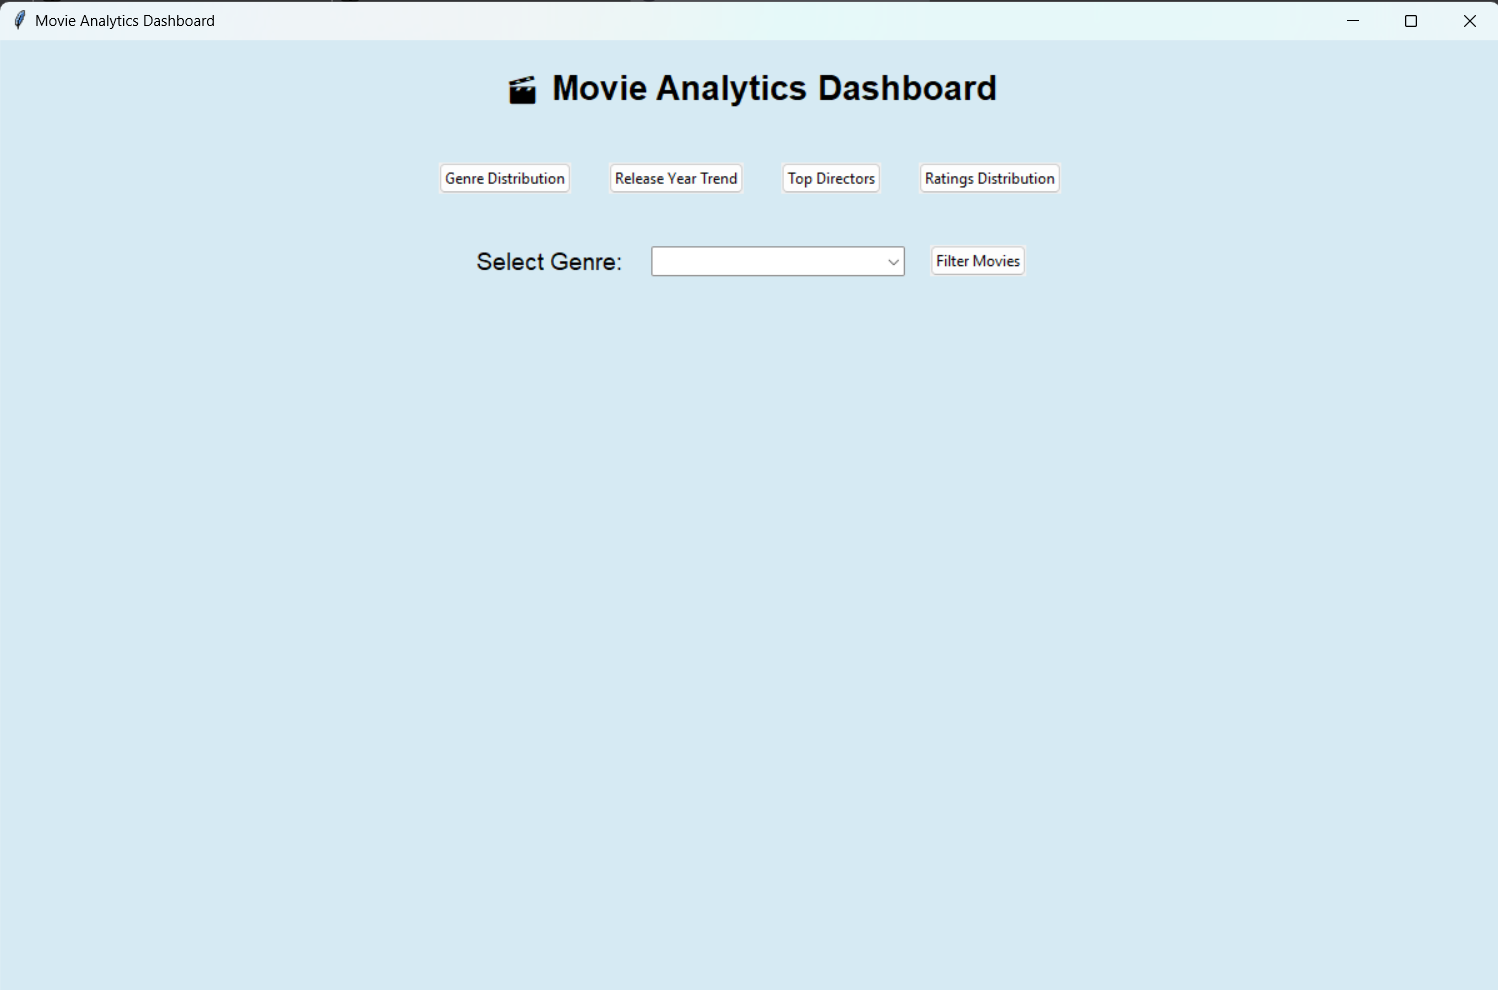 Movie Analytics Dashboard
🎬 Movie Analytics Dashboard
Genre Distribution Release Year Trend Top Directors Ratings Distribution
Select Genre: Filter Movies